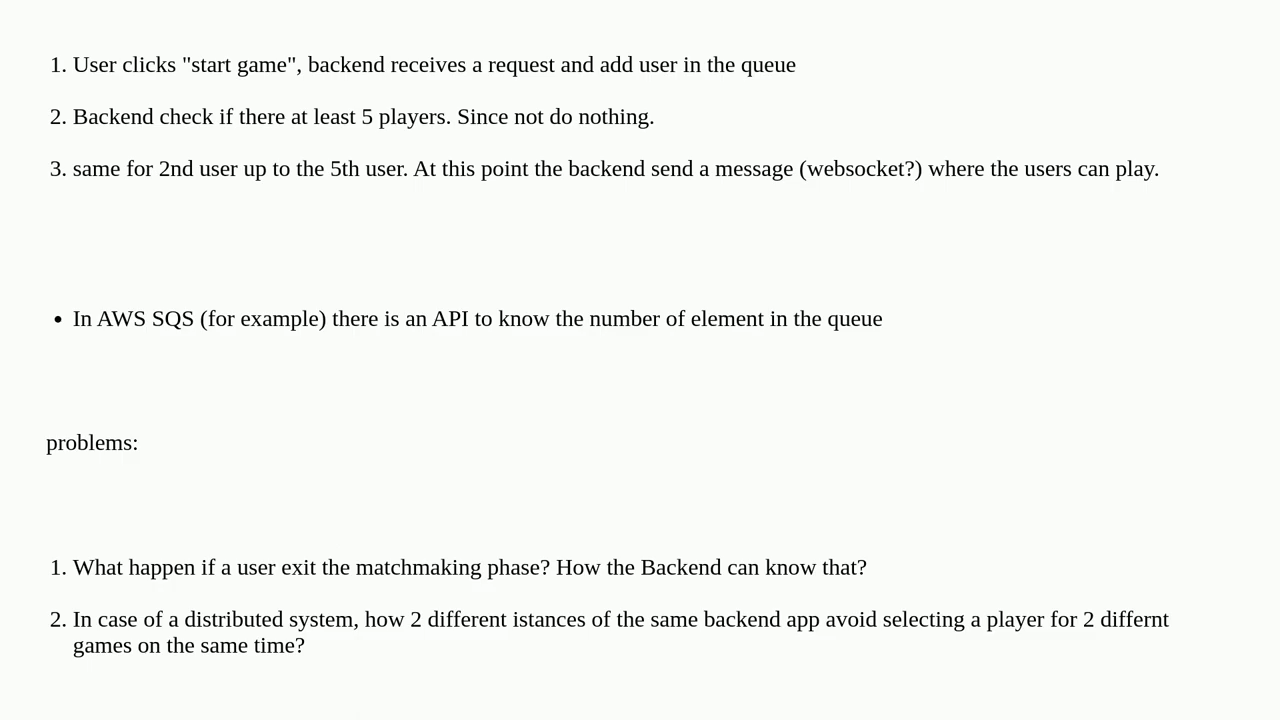 1. User clicks "start game", backend receives a request and add user in the queue
2. Backend check if there at least 5 players. Since not do nothing.
3. same for 2nd user up to the 5th user. At this point the backend send a message (websocket?) where the users can play.
• In AWS SQS (for example) there is an API to know the number of element in the queue
problems:
1. What happen if a user exit the matchmaking phase? How the Backend can know that?
2. In case of a distributed system, how 2 different istances of the same backend app avoid selecting a player for 2 differnt
games on the same time?